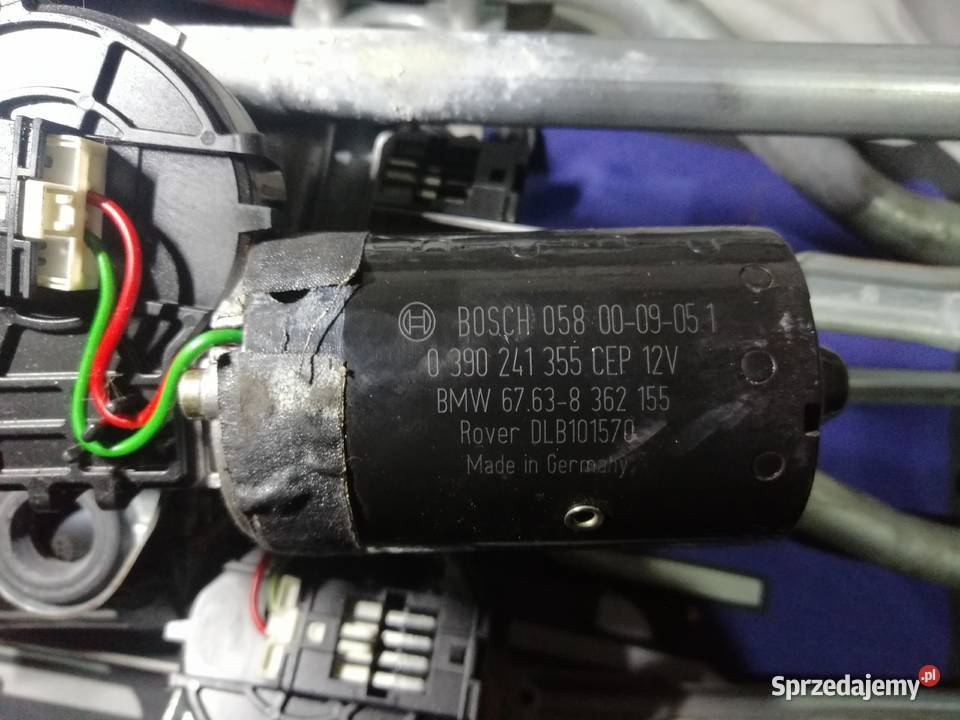 BOSCH 058 00-09-05 1
0 390 241 355 CEP 12V
BMW 67.63-8 362 155
Rover DLB101570
Made in Germany
Sprzedajemy.pl